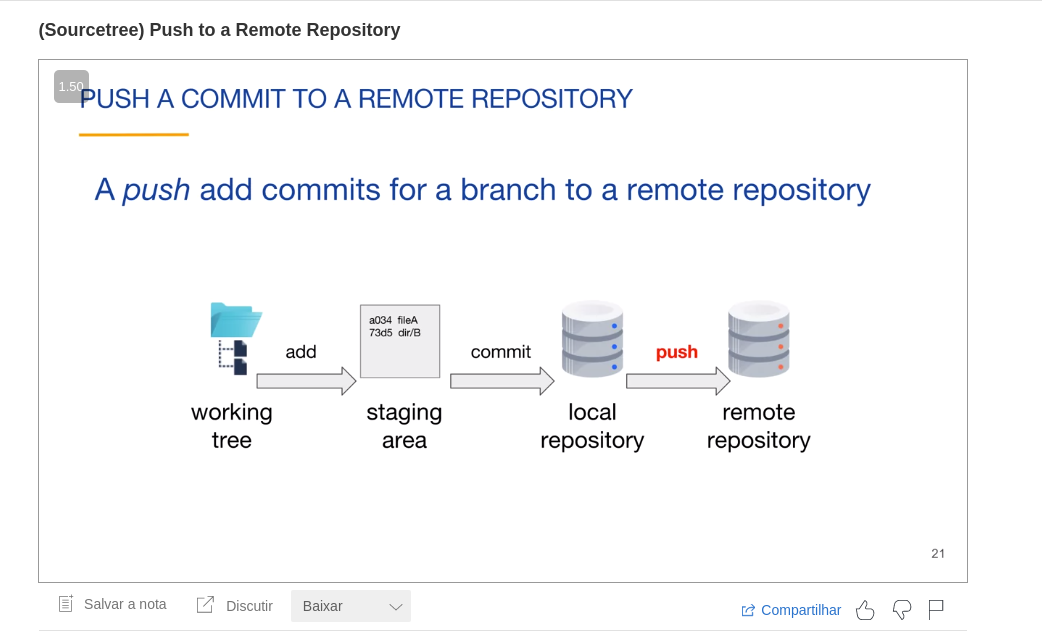 (Sourcetree) Push to a Remote Repository
1.50
PUSH A COMMIT TO A REMOTE REPOSITORY
A push add commits for a branch to a remote repository
a034 fileA
73d5 dir/B
add
commit
push
working
tree
staging
area
local
repository
remote
repository
21
Salvar a nota
Discutir
Baixar
Compartilhar